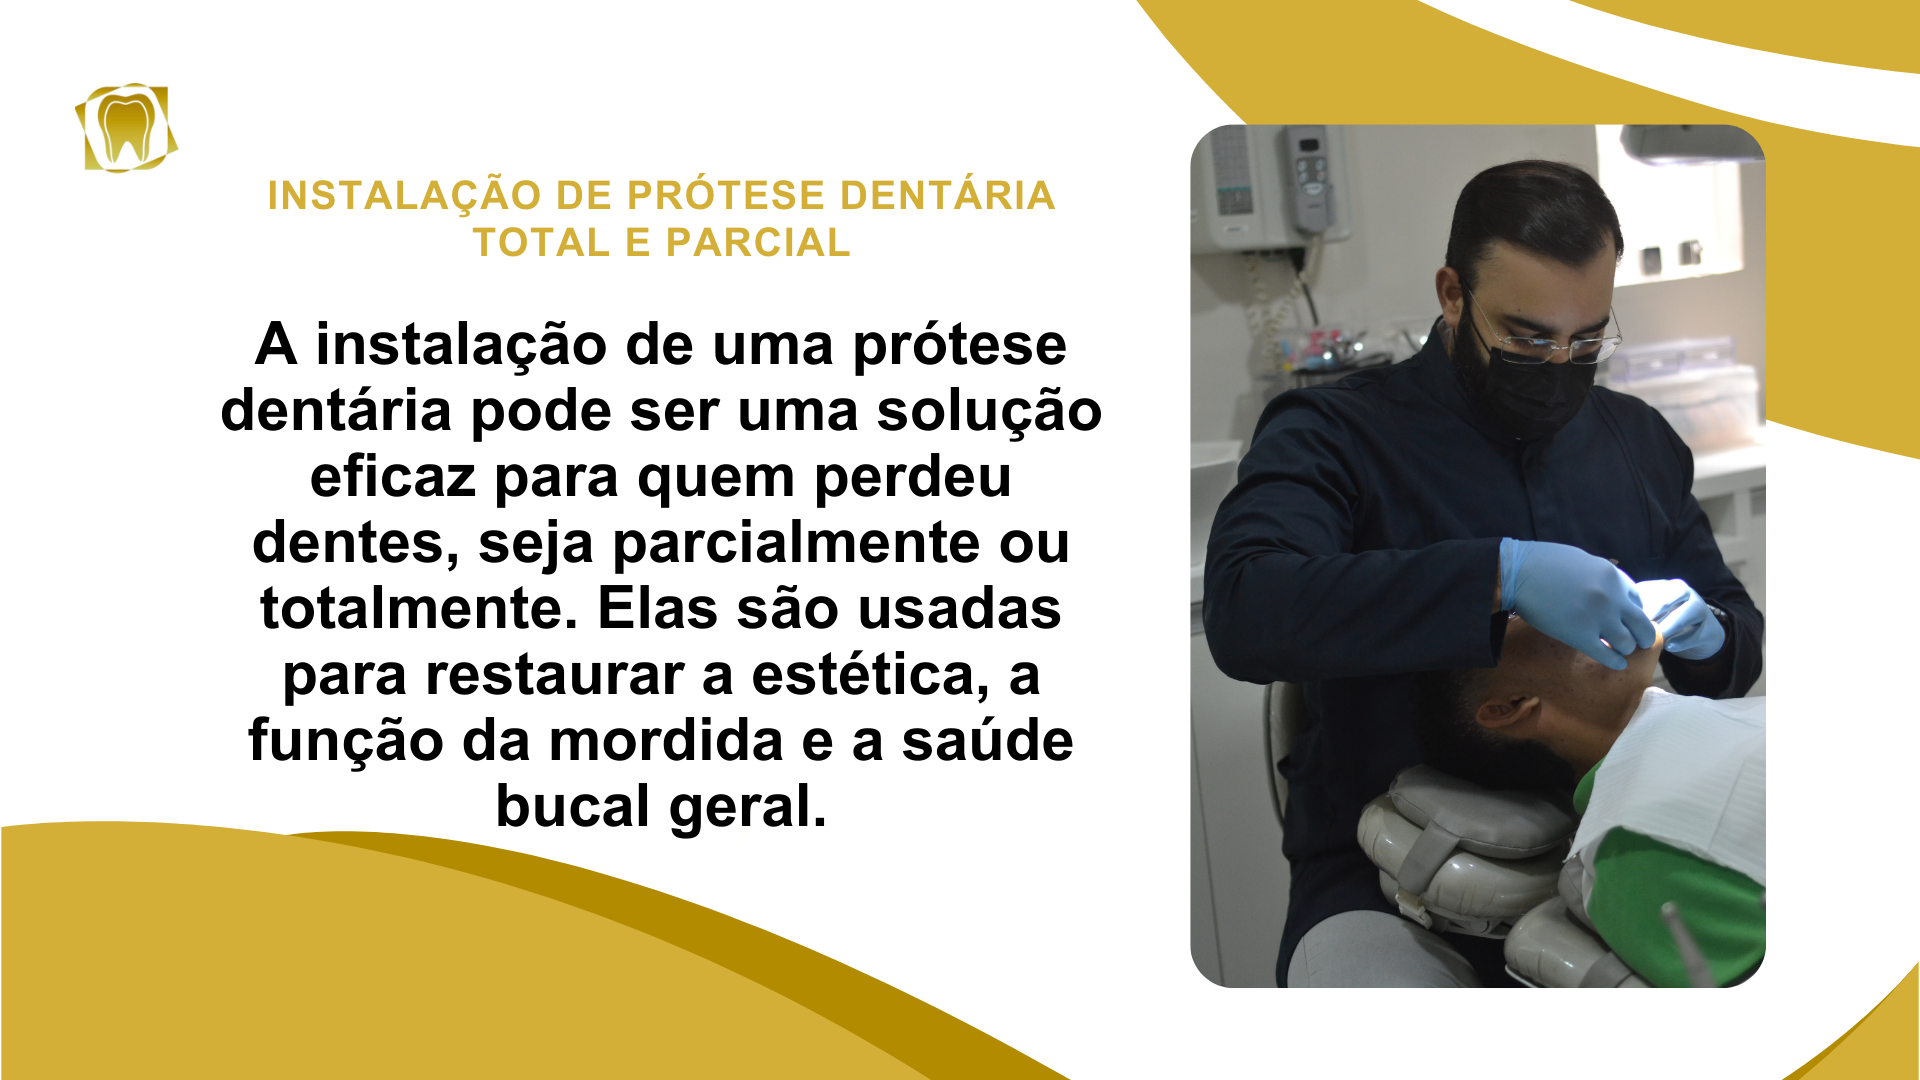 INSTALAÇÃO DE PRÓTESE DENTÁRIA
TOTAL E PARCIAL
A instalação de uma prótese
dentária pode ser uma solução
eficaz para quem perdeu
dentes, seja parcialmente ou
totalmente. Elas são usadas
para restaurar a estética, a
função da mordida e a saúde
bucal geral.